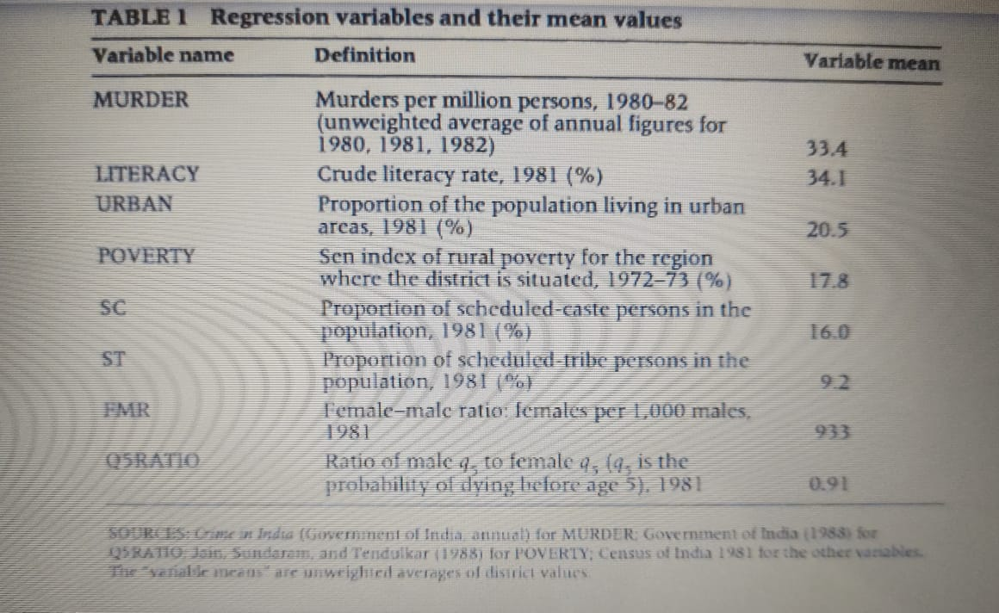 TABLE 1 Regression variables and their mean values
Variable name Definition Variable mean
MURDER Murders per million persons, 1980–82
(unweighted average of annual figures for
1980, 1981, 1982) 33.4
LITERACY Crude literacy rate, 1981 (%) 34.1
URBAN Proportion of the population living in urban
areas, 1981 (%) 20.5
POVERTY Sen index of rural poverty for the region
where the district is situated, 1972–73 (%) 17.8
SC Proportion of scheduled-caste persons in the
population, 1981 (%) 16.0
ST Proportion of scheduled-tribe persons in the
population, 1981 (%) 9.2
FMR Female–male ratio: females per 1,000 males,
1981 933
Q5RATIO Ratio of male q₅ to female q₅ (q₅ is the
probability of dying before age 5), 1981 0.91
SOURCES: Crime in India (Government of India, annual) for MURDER; Government of India (1988) for
Q5RATIO; Jain, Sundaram, and Tendulkar (1988) for POVERTY; Census of India 1981 for the other variables.
The "variable means" are unweighted averages of district values.